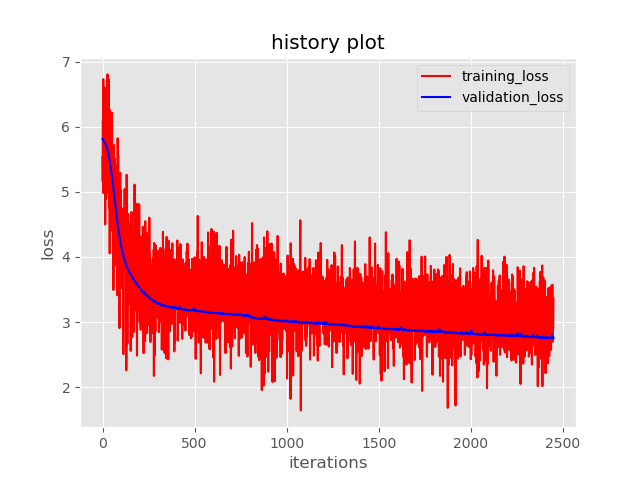 history plot
training_loss
validation_loss
7
6
5
4
3
2
loss
0 500 1000 1500 2000 2500
iterations